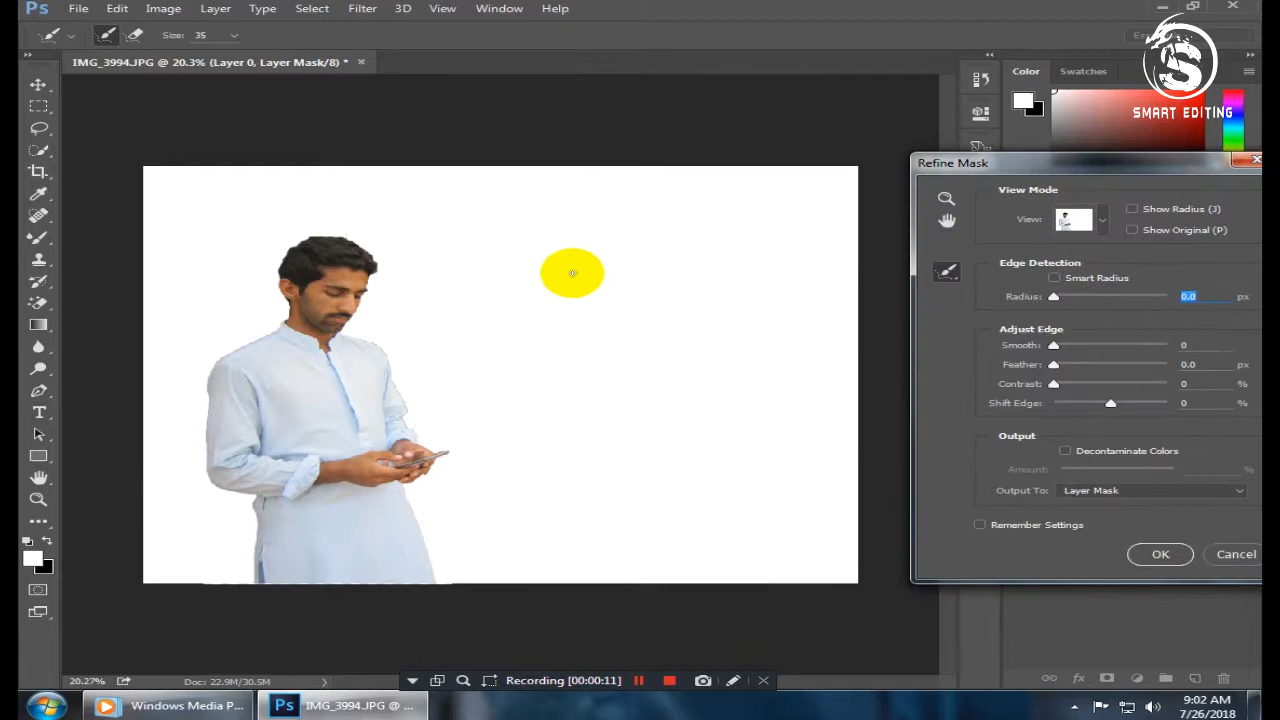 Ps File Edit Image Layer Type Select Filter 3D View Window Help
Size: 35
IMG_3994.JPG @ 20.3% (Layer 0, Layer Mask/8) *
Color Swatches
SMART EDITING
Refine Mask
View Mode
View:
Show Radius (J)
Show Original (P)
Edge Detection
Smart Radius
Radius: 0.0 px
Adjust Edge
Smooth: 0
Feather: 0.0 px
Contrast: 0 %
Shift Edge: 0 %
Output
Decontaminate Colors
Amount: %
Output To: Layer Mask
Remember Settings
OK Cancel
20.27% Doc: 22.9M/30.5M
Recording [00:00:11]
Windows Media P... Ps IMG_3994.JPG @ ...
9:02 AM
7/26/2018